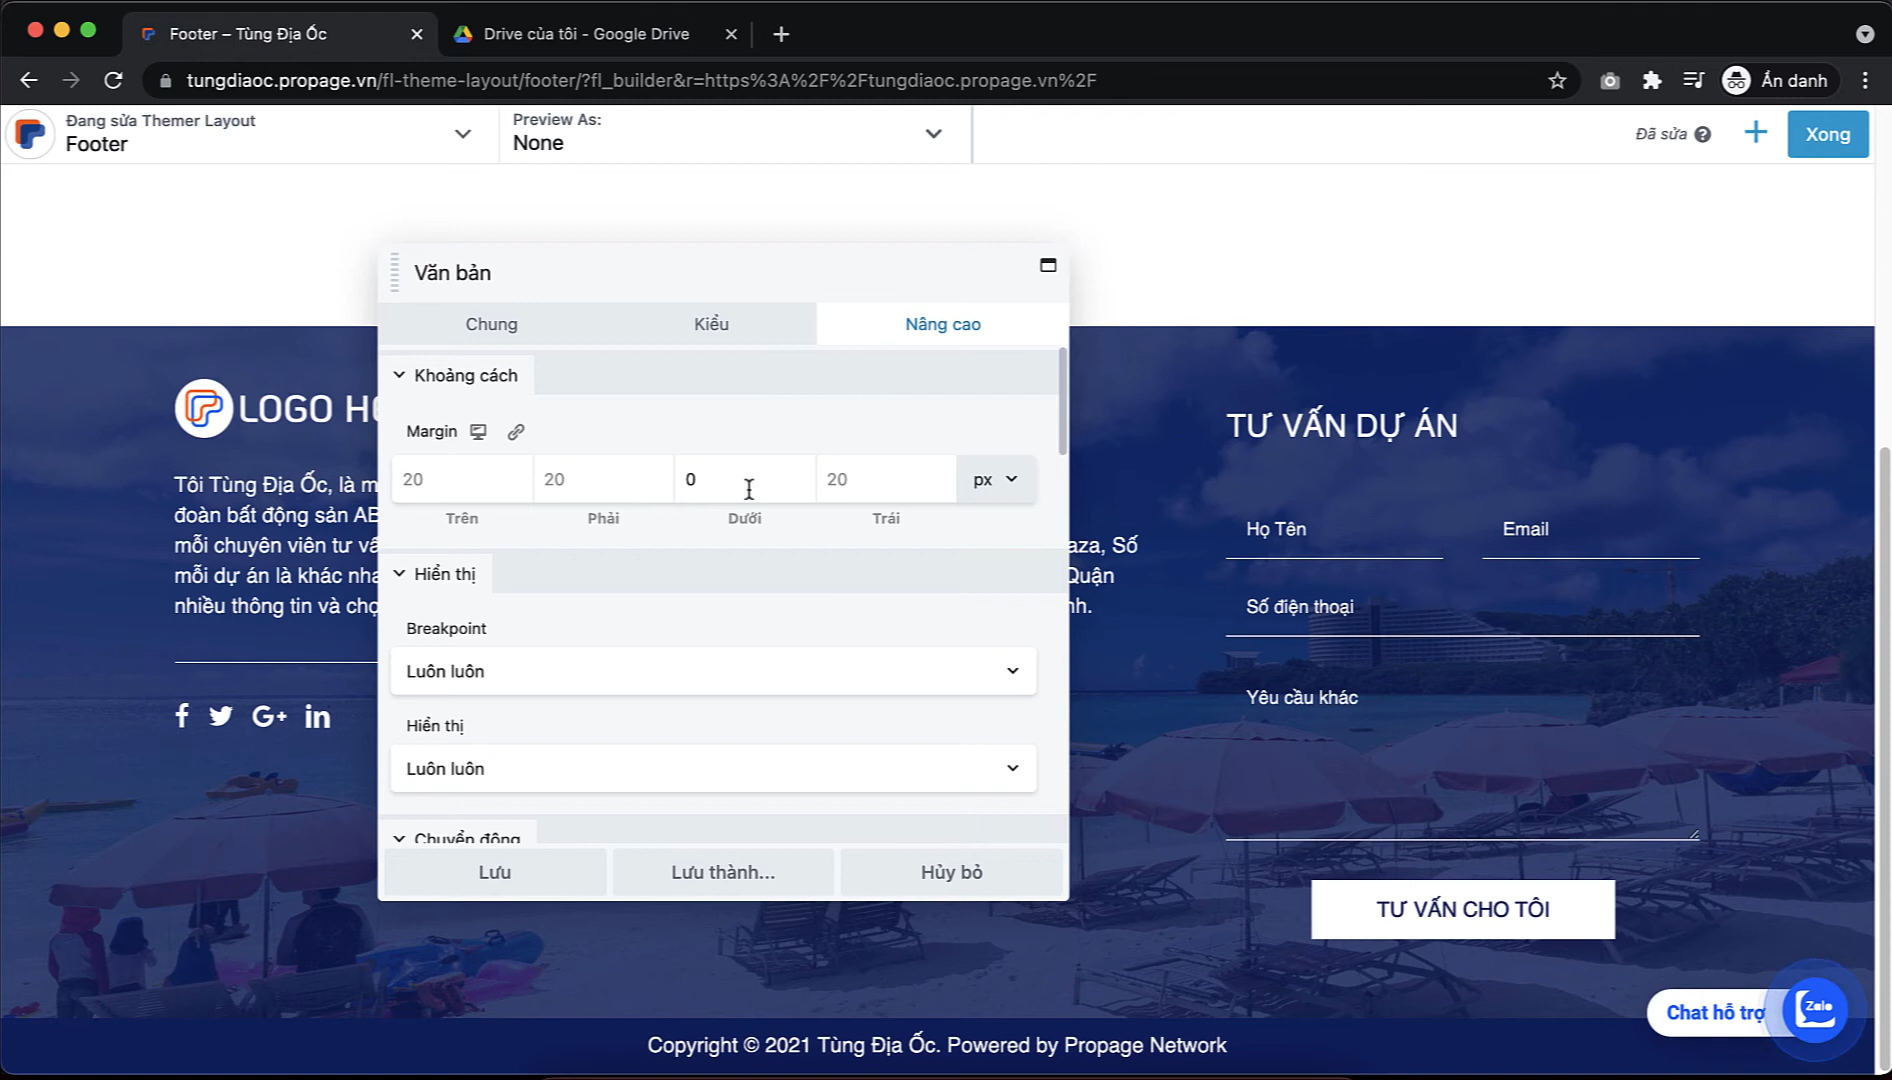 Footer – Tùng Địa Ốc
Drive của tôi - Google Drive
tungdiaoc.propage.vn/fl-theme-layout/footer/?fl_builder&r=https%3A%2F%2Ftungdiaoc.propage.vn%2F
Ẩn danh
Đang sửa Themer Layout
Footer
Preview As:
None
Đã sửa
Xong
Văn bản
Chung
Kiểu
Nâng cao
Khoảng cách
Margin
20
20
0
20
px
Trên
Phải
Dưới
Trái
Hiển thị
Breakpoint
Luôn luôn
Hiển thị
Luôn luôn
Chuyển động
Lưu
Lưu thành...
Hủy bỏ
LOGO
Tôi Tùng Địa Ốc, là
đoàn bất động sản
mỗi chuyên viên tư
mỗi dự án là khác
nhiều thông tin và
G+ in
aza, Số
Quận
nh.
TƯ VẤN DỰ ÁN
Họ Tên
Email
Số điện thoại
Yêu cầu khác
TƯ VẤN CHO TÔI
Chat hỗ trợ
Zalo
Copyright © 2021 Tùng Địa Ốc. Powered by Propage Network